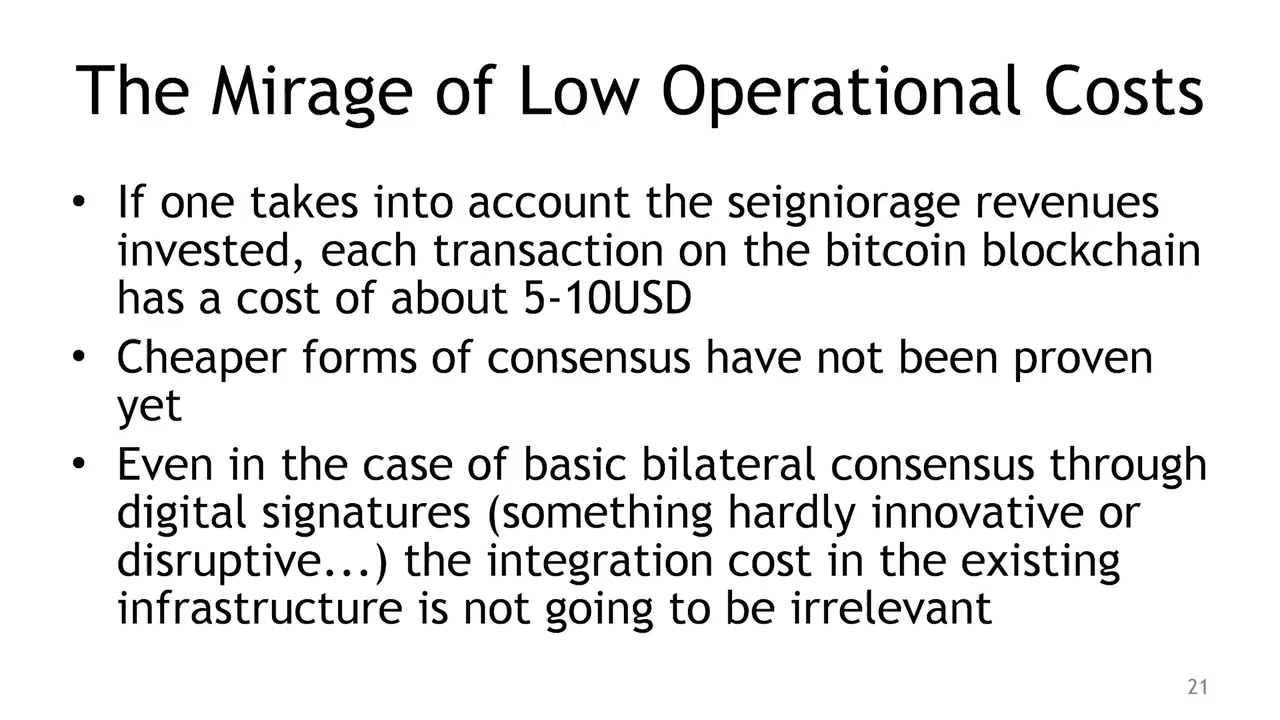 The Mirage of Low Operational Costs
• If one takes into account the seigniorage revenues
invested, each transaction on the bitcoin blockchain
has a cost of about 5-10USD
• Cheaper forms of consensus have not been proven
yet
• Even in the case of basic bilateral consensus through
digital signatures (something hardly innovative or
disruptive...) the integration cost in the existing
infrastructure is not going to be irrelevant
21